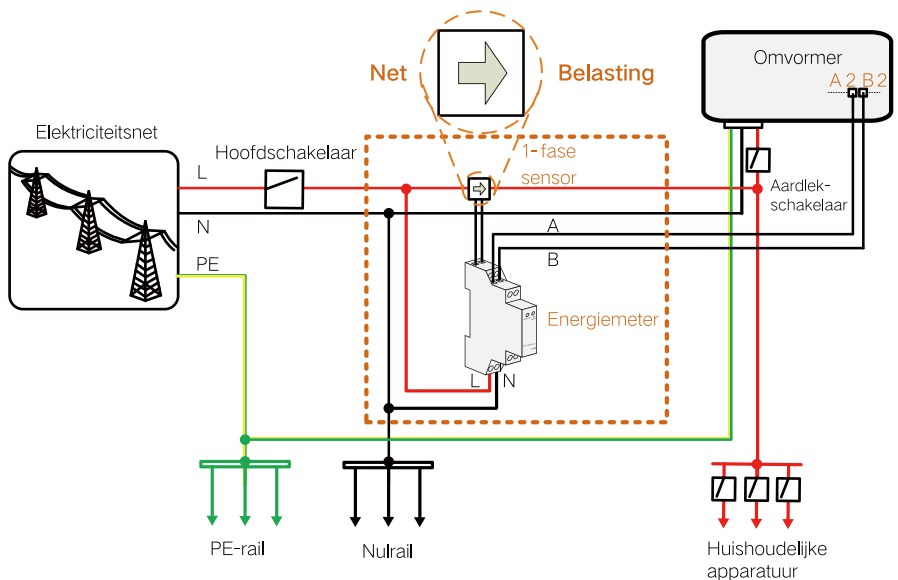 Net
Belasting
Omvormer
A 2 B 2
Elektriciteitsnet
Hoofdschakelaar
1-fase
sensor
L
Aardlek-
schakelaar
N
A
B
PE
Energiemeter
L
N
PE-rail
Nulrail
Huishoudelijke
apparatuur